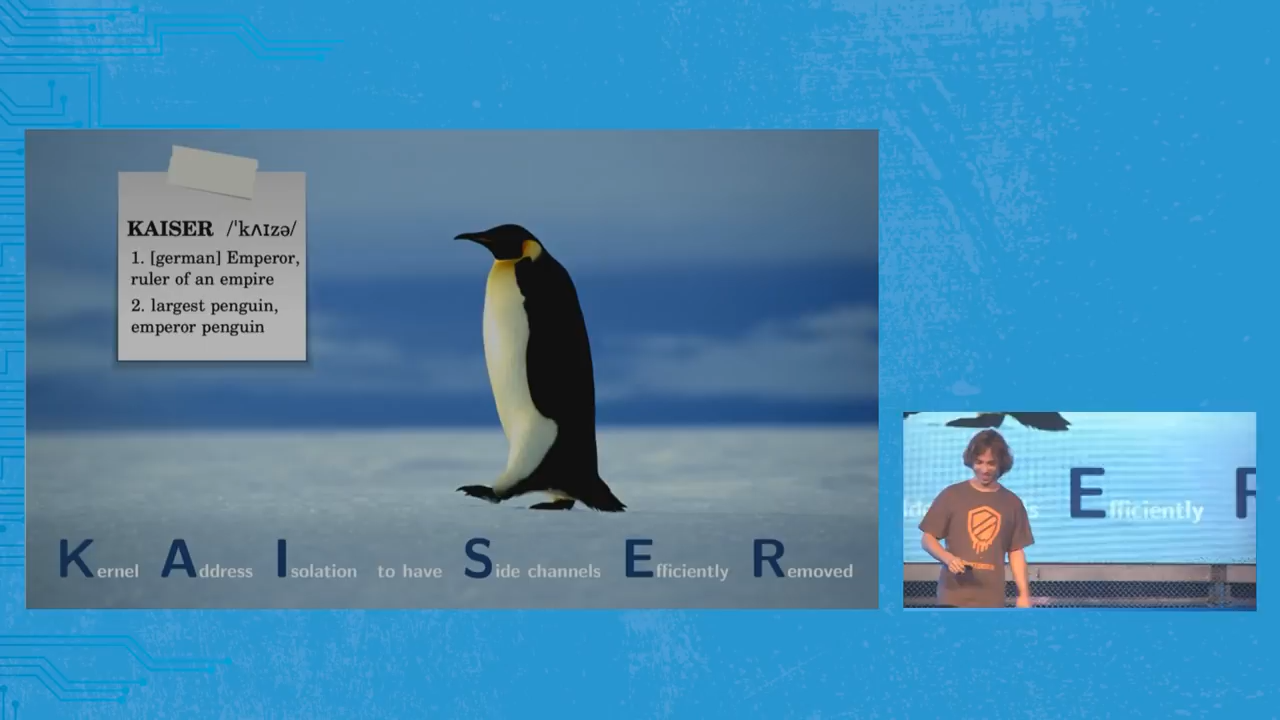 KAISER /ˈkʌɪzə/
1. [german] Emperor,
ruler of an empire
2. largest penguin,
emperor penguin
Kernel Address Isolation to have Side channels Efficiently Removed
E fficiently R